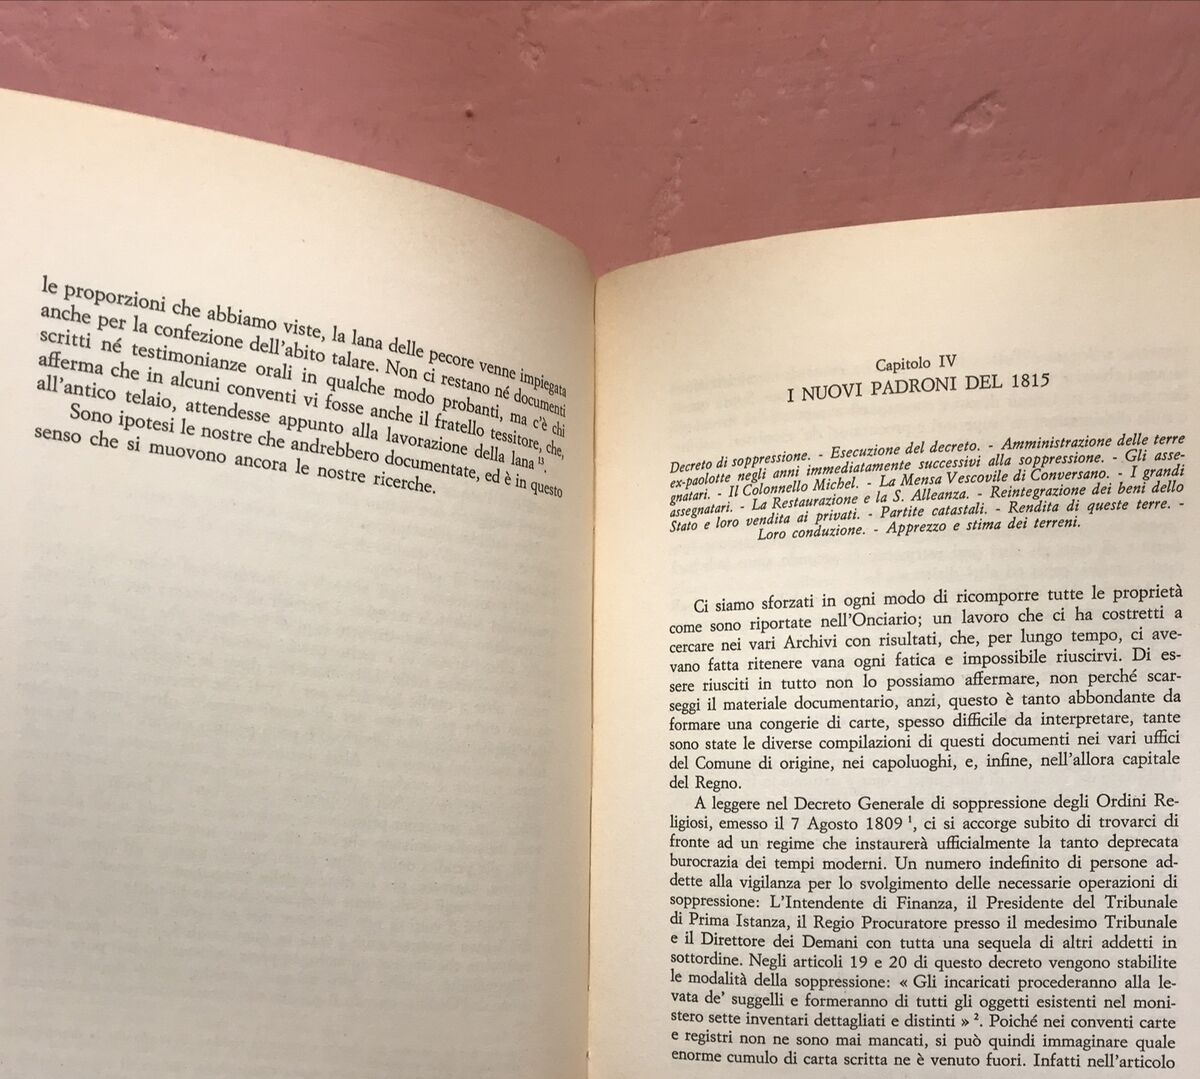 le proporzioni che abbiamo viste, la lana delle pecore venne impiegata
anche per la confezione dell'abito talare. Non ci restano né documenti
scritti né testimonianze orali in qualche modo probanti, ma c'è chi
afferma che in alcuni conventi vi fosse anche il fratello tessitore, che,
all'antico telaio, attendesse appunto alla lavorazione della lana 13.
Sono ipotesi le nostre che andrebbero documentate, ed è in questo
senso che si muovono ancora le nostre ricerche.
Capitolo IV
I NUOVI PADRONI DEL 1815
Decreto di soppressione. - Esecuzione del decreto. - Amministrazione delle terre
ex-paolotte negli anni immediatamente successivi alla soppressione. - Gli asse-
gnatari. - Il Colonnello Michel. - La Mensa Vescovile di Conversano. - I grandi
assegnatari. - La Restaurazione e la S. Alleanza. - Reintegrazione dei beni dello
Stato e loro vendita ai privati. - Partite catastali. - Rendita di queste terre. -
Loro conduzione. - Apprezzo e stima dei terreni.
Ci siamo sforzati in ogni modo di ricomporre tutte le proprietà
come sono riportate nell'Onciario; un lavoro che ci ha costretti a
cercare nei vari Archivi con risultati, che, per lungo tempo, ci ave-
vano fatta ritenere vana ogni fatica e impossibile riuscirvi. Di es-
sere riusciti in tutto non lo possiamo affermare, non perché scar-
seggi il materiale documentario, anzi, questo è tanto abbondante da
formare una congerie di carte, spesso difficile da interpretare, tante
sono state le diverse compilazioni di questi documenti nei vari uffici
del Comune di origine, nei capoluoghi, e, infine, nell'allora capitale
del Regno.
A leggere nel Decreto Generale di soppressione degli Ordini Re-
ligiosi, emesso il 7 Agosto 1809 1, ci si accorge subito di trovarci di
fronte ad un regime che instaurerà ufficialmente la tanto deprecata
burocrazia dei tempi moderni. Un numero indefinito di persone ad-
dette alla vigilanza per lo svolgimento delle necessarie operazioni di
soppressione: L'Intendente di Finanza, il Presidente del Tribunale
di Prima Istanza, il Regio Procuratore presso il medesimo Tribunale
e il Direttore dei Demani con tutta una sequela di altri addetti in
sottordine. Negli articoli 19 e 20 di questo decreto vengono stabilite
le modalità della soppressione: « Gli incaricati procederanno alla le-
vata de' suggelli e formeranno di tutti gli oggetti esistenti nel moni-
stero sette inventari dettagliati e distinti » 2. Poiché nei conventi carte
e registri non ne sono mai mancati, si può quindi immaginare quale
enorme cumulo di carta scritta ne è venuto fuori. Infatti nell'articolo